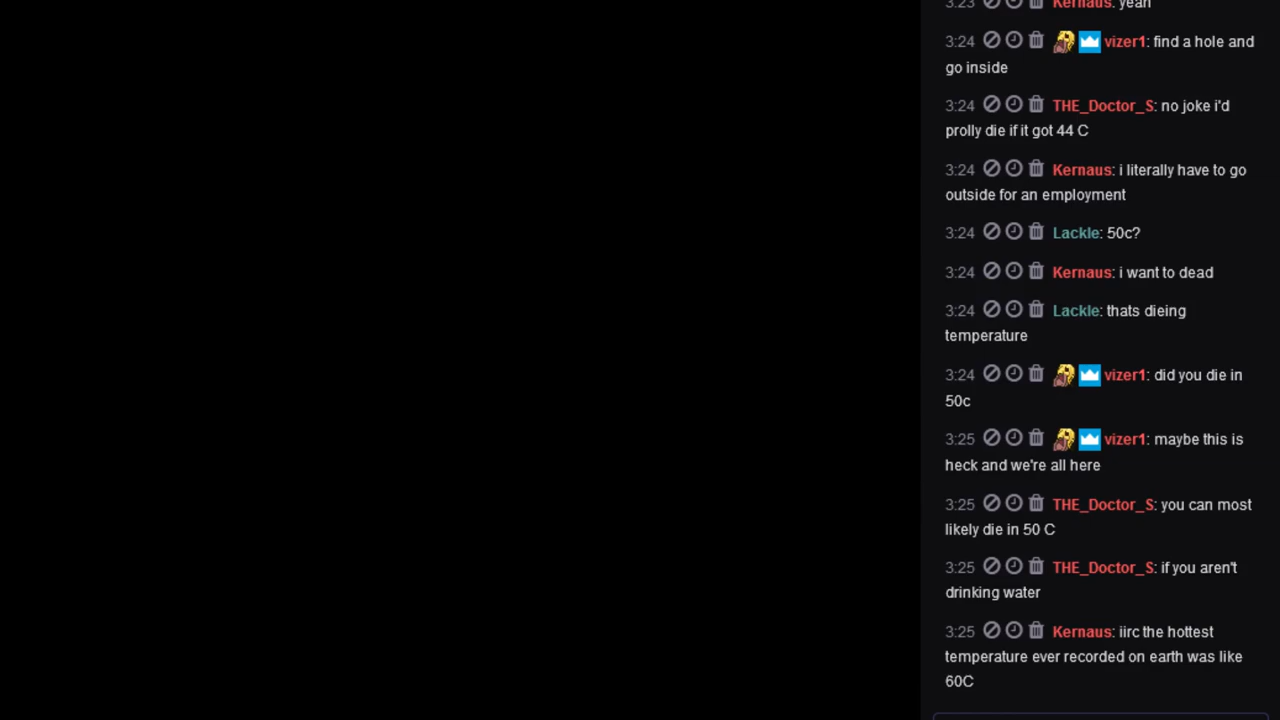 3:23 Kernaus: yeah
3:24 vizer1: find a hole and
go inside
3:24 THE_Doctor_S: no joke i'd
prolly die if it got 44 C
3:24 Kernaus: i literally have to go
outside for an employment
3:24 Lackle: 50c?
3:24 Kernaus: i want to dead
3:24 Lackle: thats dieing
temperature
3:24 vizer1: did you die in
50c
3:25 vizer1: maybe this is
heck and we're all here
3:25 THE_Doctor_S: you can most
likely die in 50 C
3:25 THE_Doctor_S: if you aren't
drinking water
3:25 Kernaus: iirc the hottest
temperature ever recorded on earth was like
60C